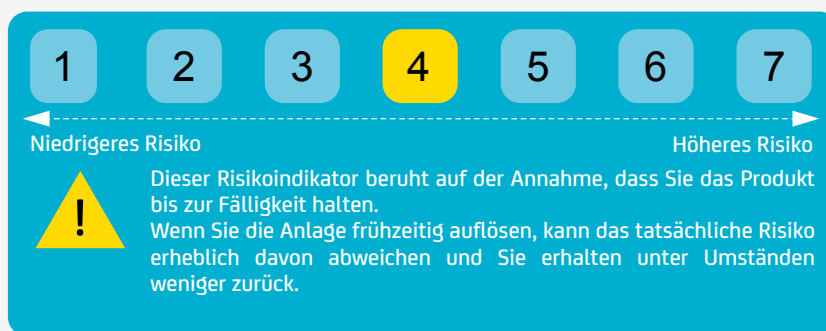 1 2 3 4 5 6 7
Niedrigeres Risiko Höheres Risiko
! Dieser Risikoindikator beruht auf der Annahme, dass Sie das Produkt
bis zur Fälligkeit halten.
Wenn Sie die Anlage frühzeitig auflösen, kann das tatsächliche Risiko
erheblich davon abweichen und Sie erhalten unter Umständen
weniger zurück.